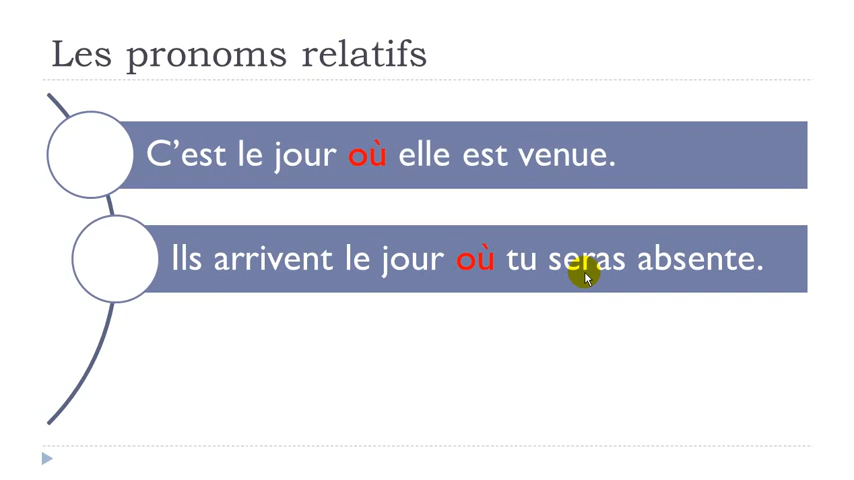 Les pronoms relatifs
C’est le jour où elle est venue.
Ils arrivent le jour où tu seras absente.